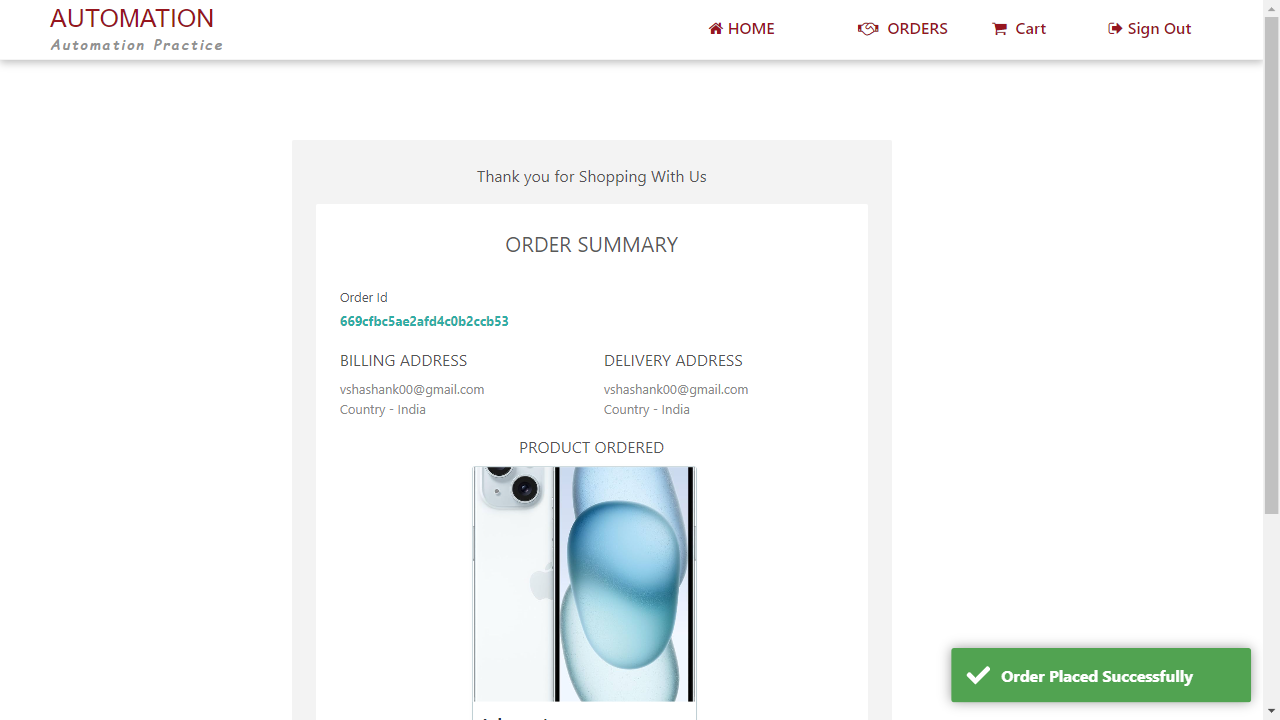 AUTOMATION
Automation Practice
HOME
ORDERS
Cart
Sign Out
Thank you for Shopping With Us
ORDER SUMMARY
Order Id
669cfbc5ae2afd4c0b2ccb53
BILLING ADDRESS
vshashank00@gmail.com
Country - India
DELIVERY ADDRESS
vshashank00@gmail.com
Country - India
PRODUCT ORDERED
Order Placed Successfully